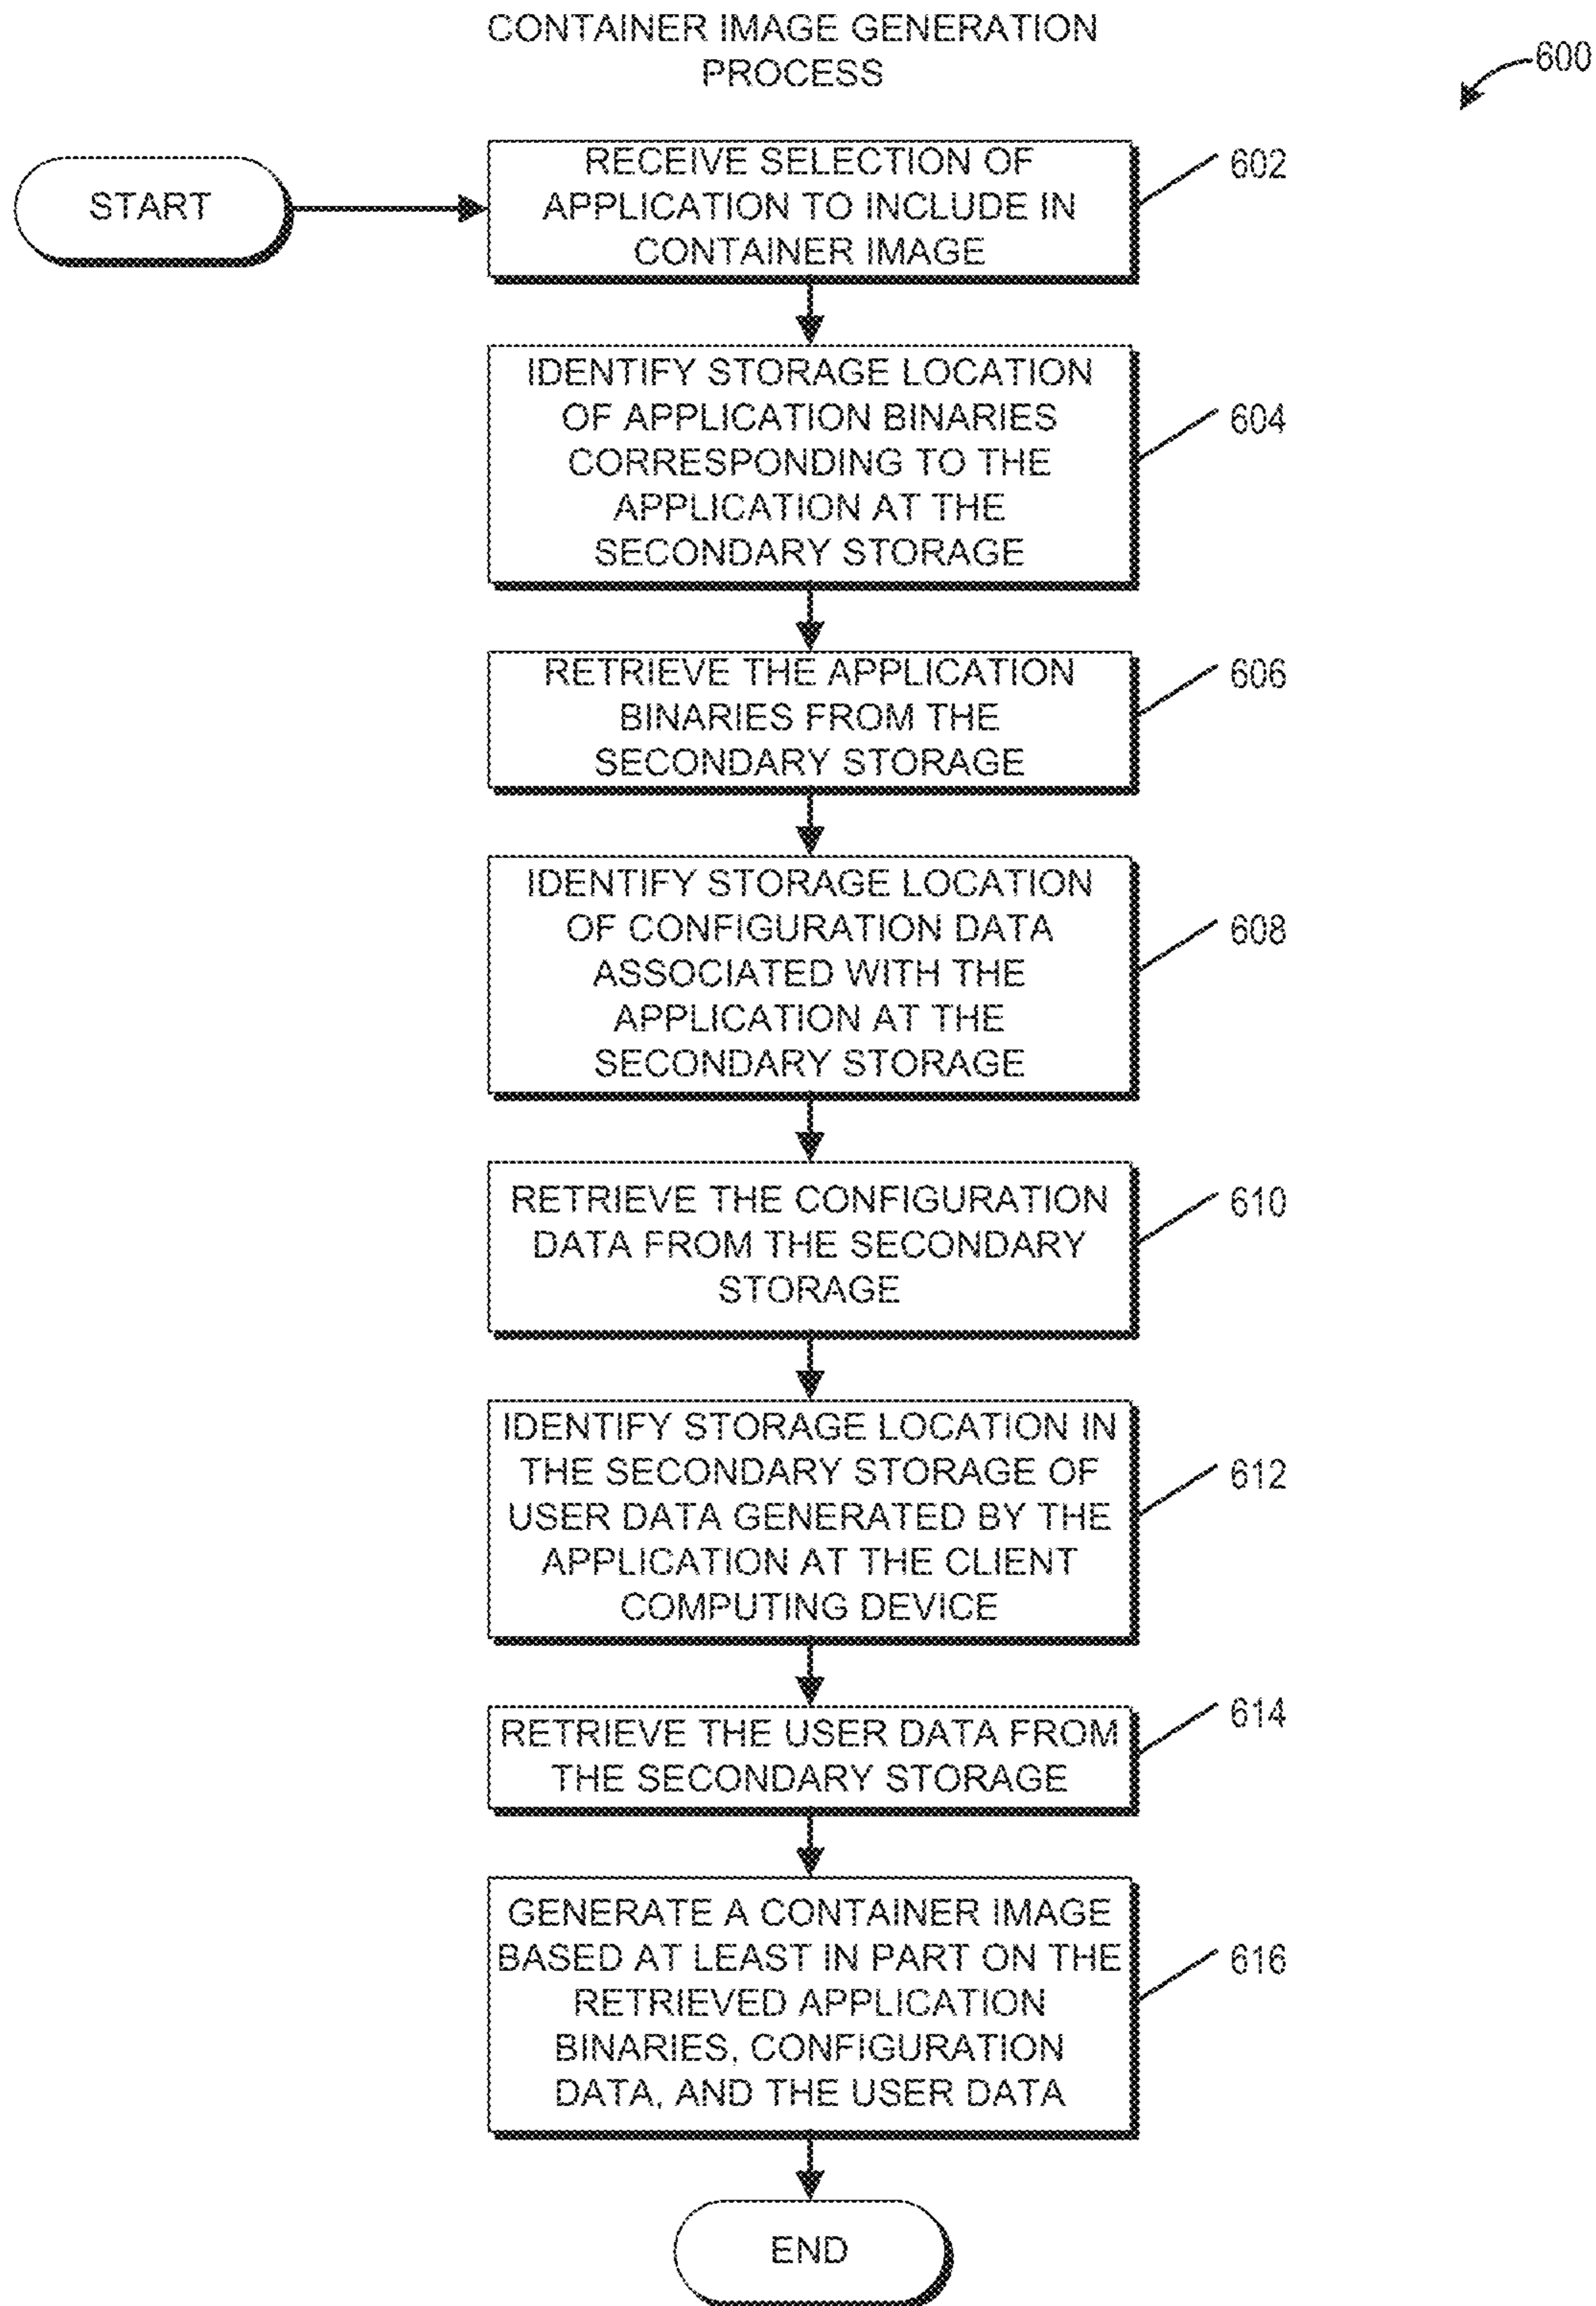 CONTAINER IMAGE GENERATION
PROCESS
600
START
RECEIVE SELECTION OF
APPLICATION TO INCLUDE IN
CONTAINER IMAGE
602
IDENTIFY STORAGE LOCATION
OF APPLICATION BINARIES
CORRESPONDING TO THE
APPLICATION AT THE
SECONDARY STORAGE
604
RETRIEVE THE APPLICATION
BINARIES FROM THE
SECONDARY STORAGE
606
IDENTIFY STORAGE LOCATION
OF CONFIGURATION DATA
ASSOCIATED WITH THE
APPLICATION AT THE
SECONDARY STORAGE
608
RETRIEVE THE CONFIGURATION
DATA FROM THE SECONDARY
STORAGE
610
IDENTIFY STORAGE LOCATION IN
THE SECONDARY STORAGE OF
USER DATA GENERATED BY THE
APPLICATION AT THE CLIENT
COMPUTING DEVICE
612
RETRIEVE THE USER DATA FROM
THE SECONDARY STORAGE
614
GENERATE A CONTAINER IMAGE
BASED AT LEAST IN PART ON THE
RETRIEVED APPLICATION
BINARIES, CONFIGURATION
DATA, AND THE USER DATA
616
END